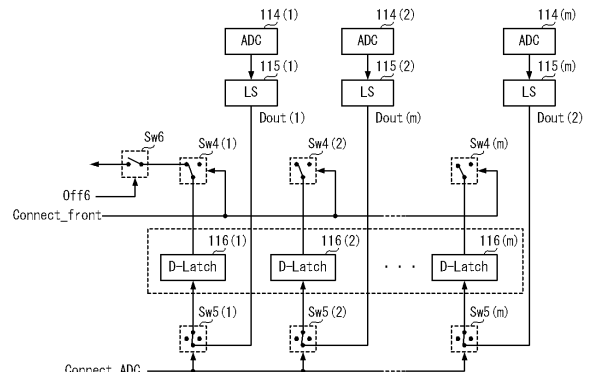 114(1) 114(2) 114(m)
ADC ADC ADC
115(1) 115(2) 115(m)
LS LS LS
Dout(1) Dout(m) Dout(2)
Sw6 Sw4(1) Sw4(2) Sw4(m)
Off6
Connect_front
116(1) 116(2) 116(m)
D-Latch D-Latch · · · D-Latch
Sw5(1) Sw5(2) Sw5(m)
Connect_ADC